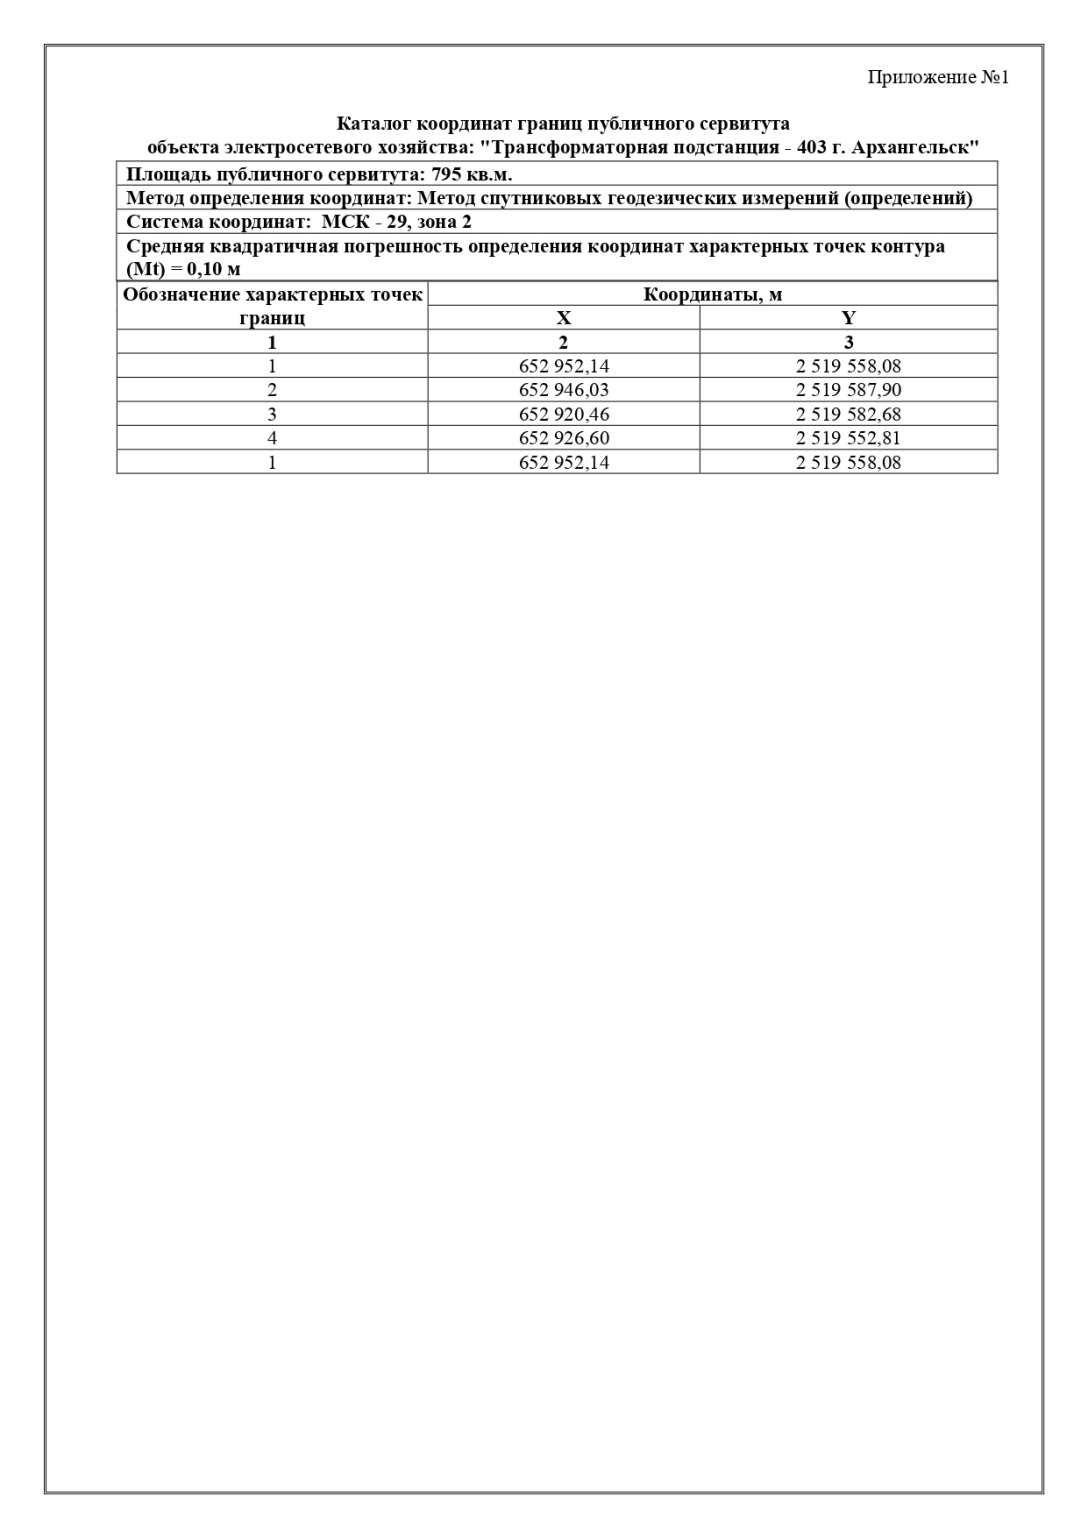 Приложение №1
Каталог координат границ публичного сервитута
объекта электросетевого хозяйства: "Трансформаторная подстанция - 403 г. Архангельск"
Площадь публичного сервитута: 795 кв.м.
Метод определения координат: Метод спутниковых геодезических измерений (определений)
Система координат: МСК - 29, зона 2
Средняя квадратичная погрешность определения координат характерных точек контура
(Mt) = 0,10 м
Обозначение характерных точек Координаты, м
границ X Y
1 2 3
1 652 952,14 2 519 558,08
2 652 946,03 2 519 587,90
3 652 920,46 2 519 582,68
4 652 926,60 2 519 552,81
1 652 952,14 2 519 558,08